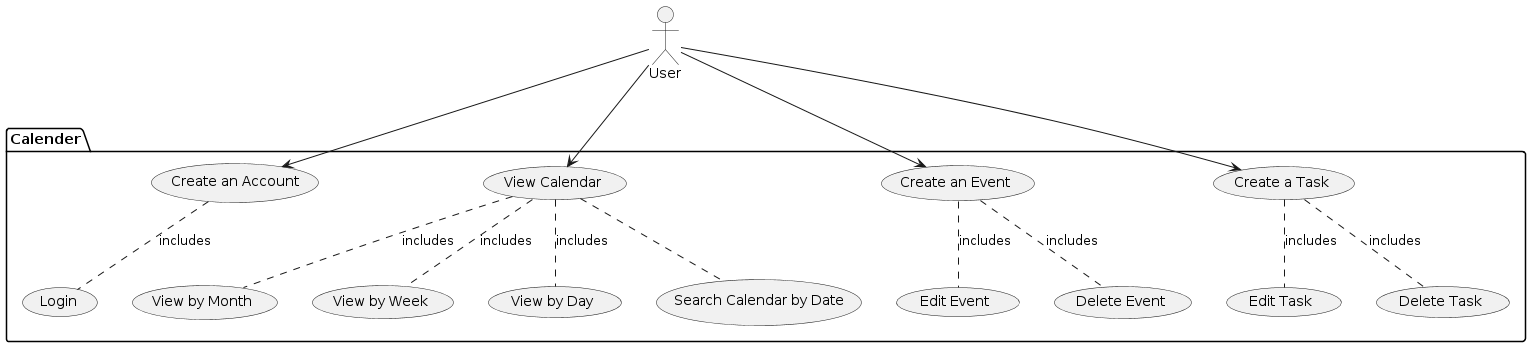 User
Calender
Create an Account
View Calendar
Create an Event
Create a Task
includes
includes
includes
includes
includes
includes
includes
includes
Login
View by Month
View by Week
View by Day
Search Calendar by Date
Edit Event
Delete Event
Edit Task
Delete Task